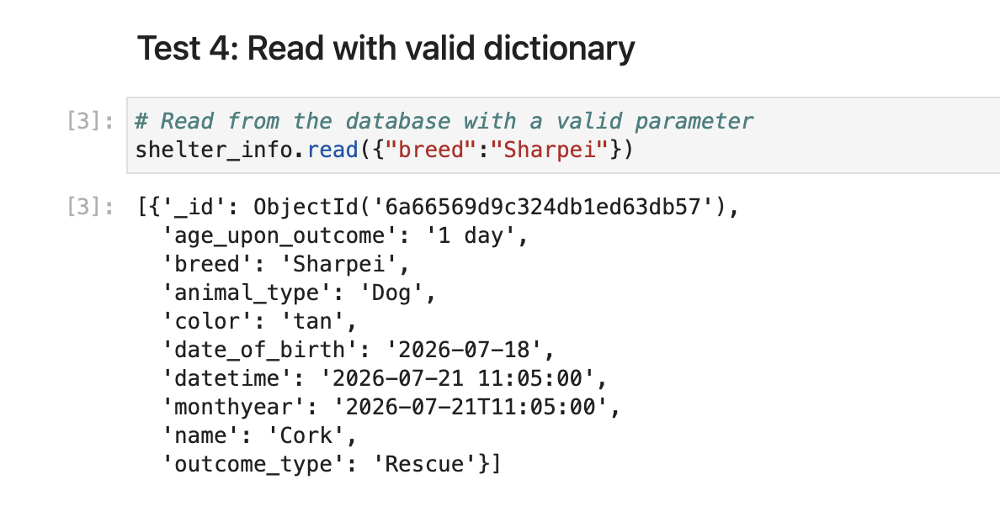 Test 4: Read with valid dictionary
[3]: # Read from the database with a valid parameter
shelter_info.read({"breed":"Sharpei"})
[3]: [{'_id': ObjectId('6a66569d9c324db1ed63db57'),
'age_upon_outcome': '1 day',
'breed': 'Sharpei',
'animal_type': 'Dog',
'color': 'tan',
'date_of_birth': '2026-07-18',
'datetime': '2026-07-21 11:05:00',
'monthyear': '2026-07-21T11:05:00',
'name': 'Cork',
'outcome_type': 'Rescue'}]